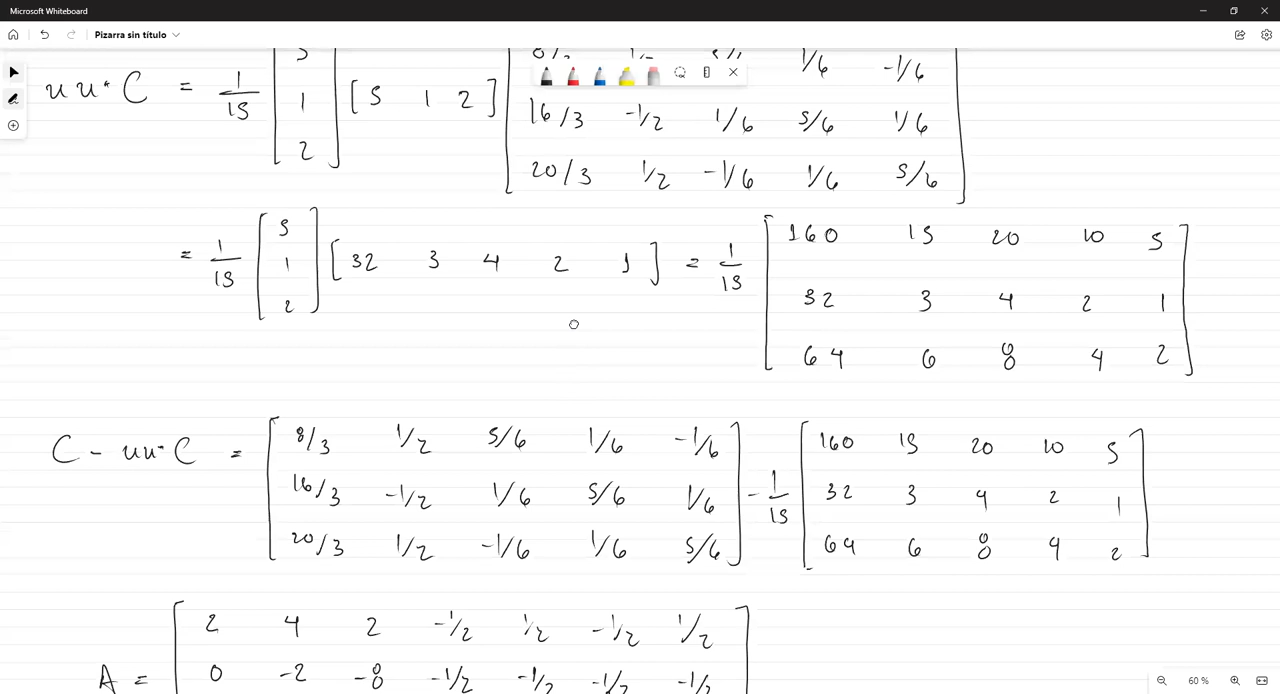 Microsoft Whiteboard
Pizarra sin título
u u* C = 1/15 [5 1 2] [5 1 2] [1/6 -1/6
16/3 -1/2 1/6 5/6 1/6
20/3 1/2 -1/6 1/6 5/6]
= 1/15 [5 1 2] [32 3 4 2 1] = 1/15 [160 15 20 10 5
32 3 4 2 1
64 6 8 4 2]
C - uu*C = [8/3 1/2 5/6 1/6 -1/6 ] - 1/15 [160 15 20 10 5
16/3 -1/2 1/6 5/6 1/6 32 3 4 2 1
20/3 1/2 -1/6 1/6 5/6 64 6 8 4 2]
A = [2 4 2 -1/2 1/2 -1/2 1/2
0 -2 -8 -1/2 -1/2 -1/2 -1/2
60 %